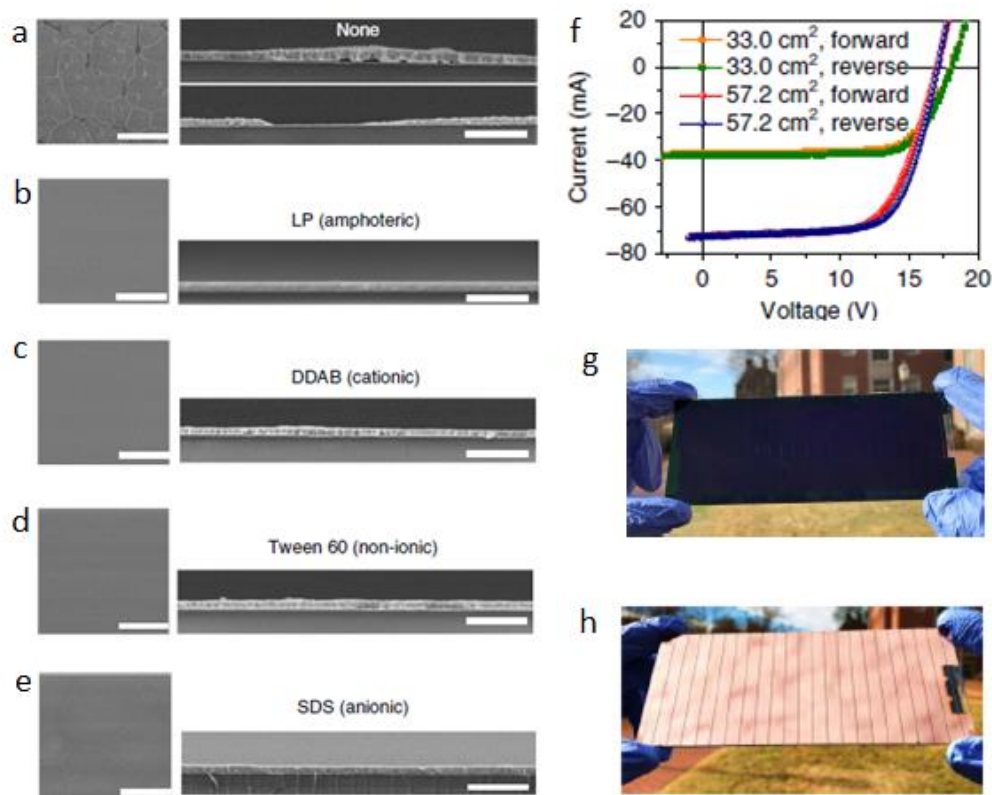 a
None
b
LP (amphoteric)
c
DDAB (cationic)
d
Tween 60 (non-ionic)
e
SDS (anionic)
f
20
0
−20
−40
−60
−80
Current (mA)
33.0 cm², forward
33.0 cm², reverse
57.2 cm², forward
57.2 cm², reverse
0 5 10 15 20
Voltage (V)
g
h